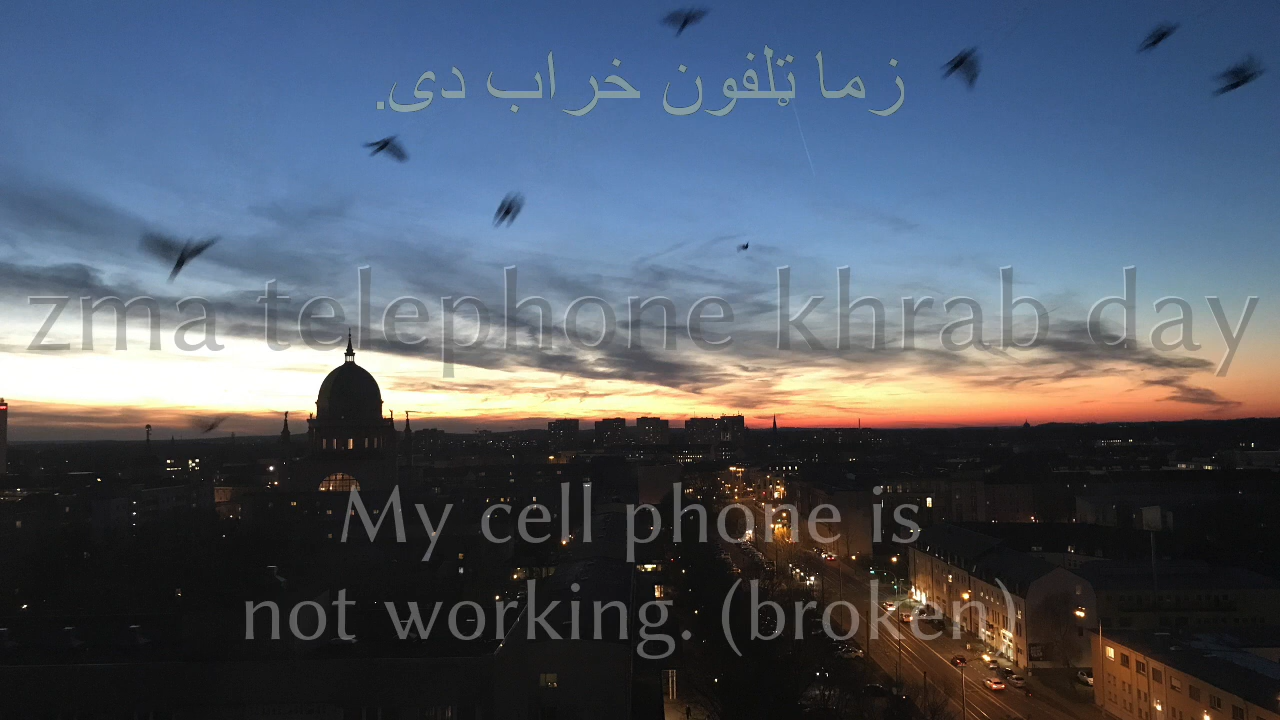 زما ټلفون خراب دی.
zma telephone khrab day
My cell phone is
not working. (broken)